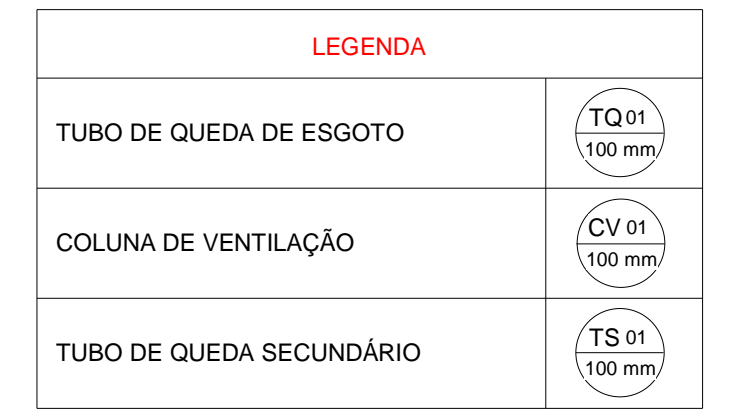 LEGENDA
TUBO DE QUEDA DE ESGOTO
TQ 01
100 mm
COLUNA DE VENTILAÇÃO
CV 01
100 mm
TUBO DE QUEDA SECUNDÁRIO
TS 01
100 mm